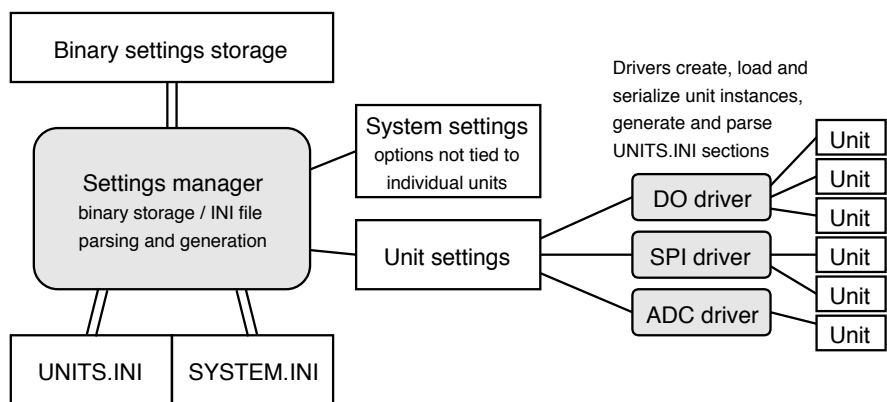 Binary settings storage
Settings manager
binary storage / INI file
parsing and generation
UNITS.INI
SYSTEM.INI
System settings
options not tied to
individual units
Unit settings
Drivers create, load and
serialize unit instances,
generate and parse
UNITS.INI sections
DO driver
SPI driver
ADC driver
Unit
Unit
Unit
Unit
Unit
Unit